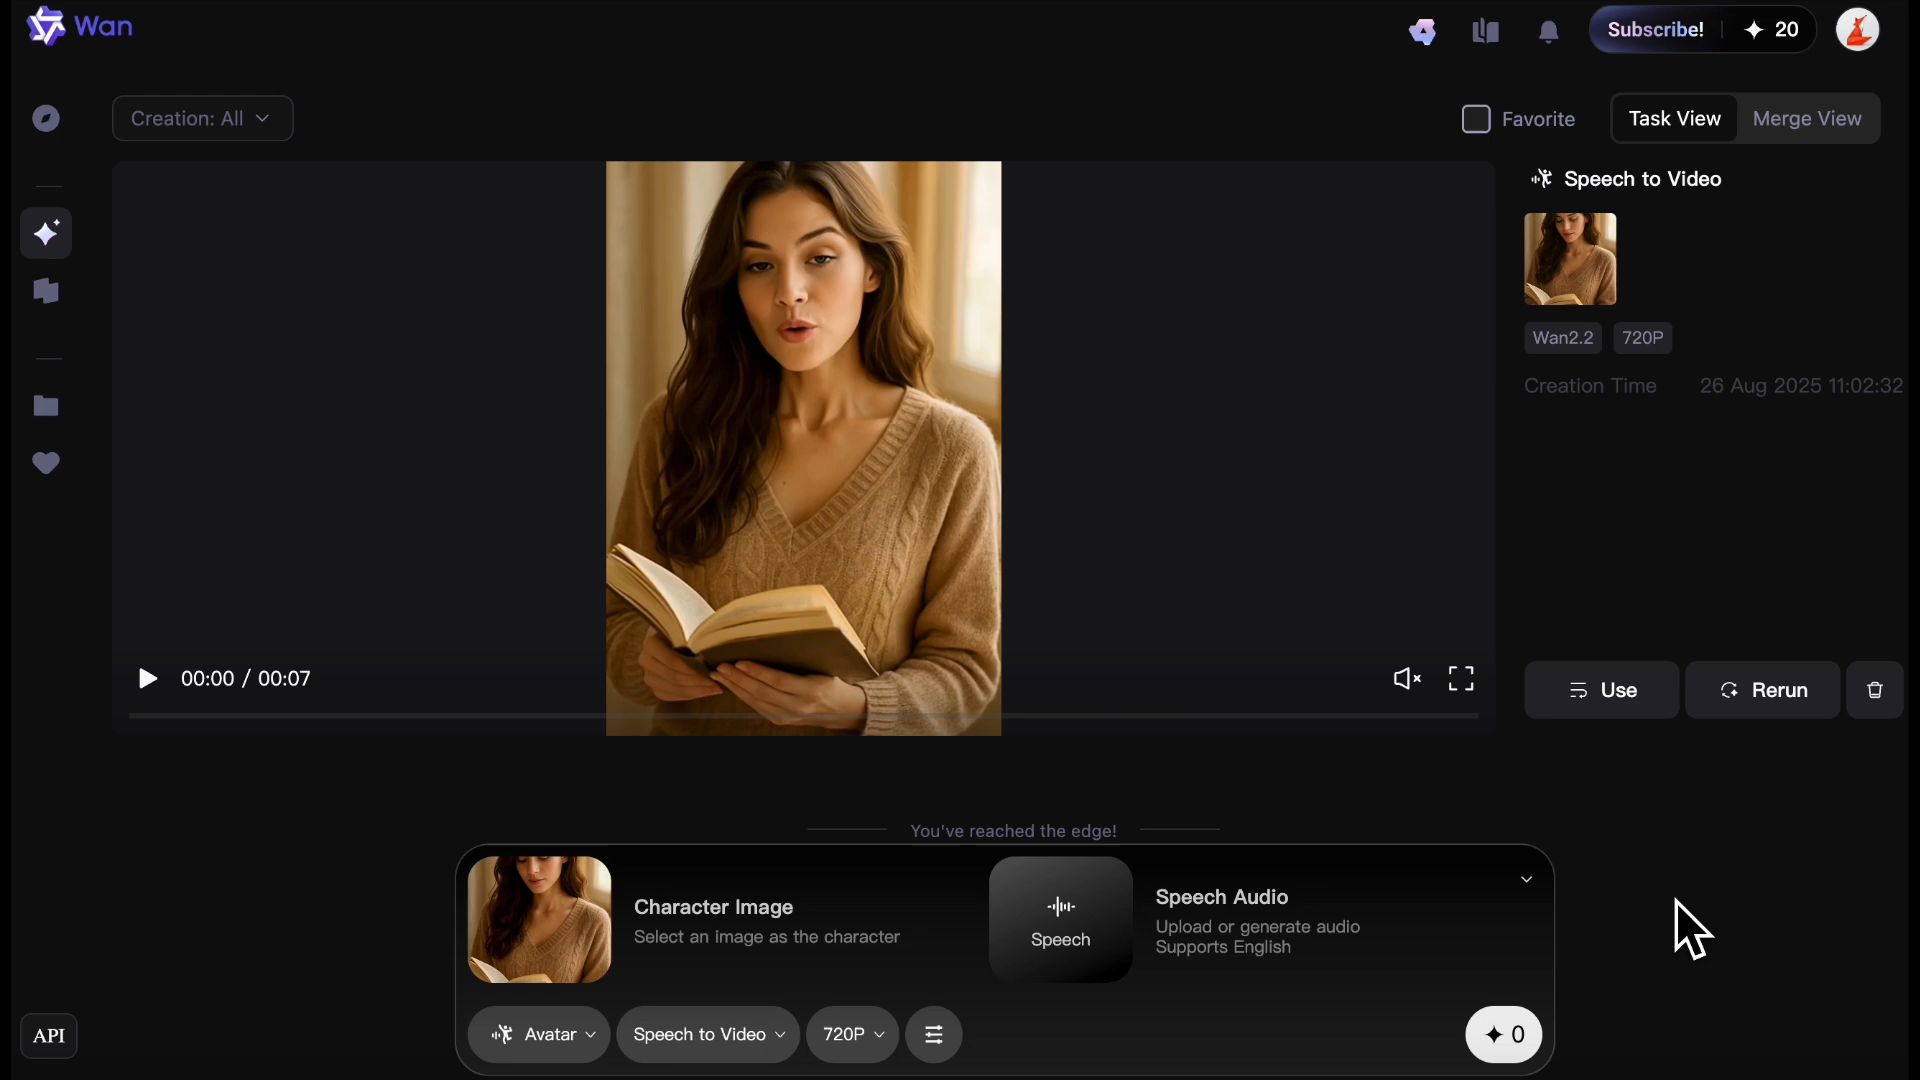 Wan
Subscribe! 20
Creation: All
Favorite
Task View Merge View
Speech to Video
Wan2.2 720P
Creation Time 26 Aug 2025 11:02:32
00:00 / 00:07
Use Rerun
You've reached the edge!
Character Image
Select an image as the character
Speech
Speech Audio
Upload or generate audio
Supports English
Avatar Speech to Video 720P
0
API